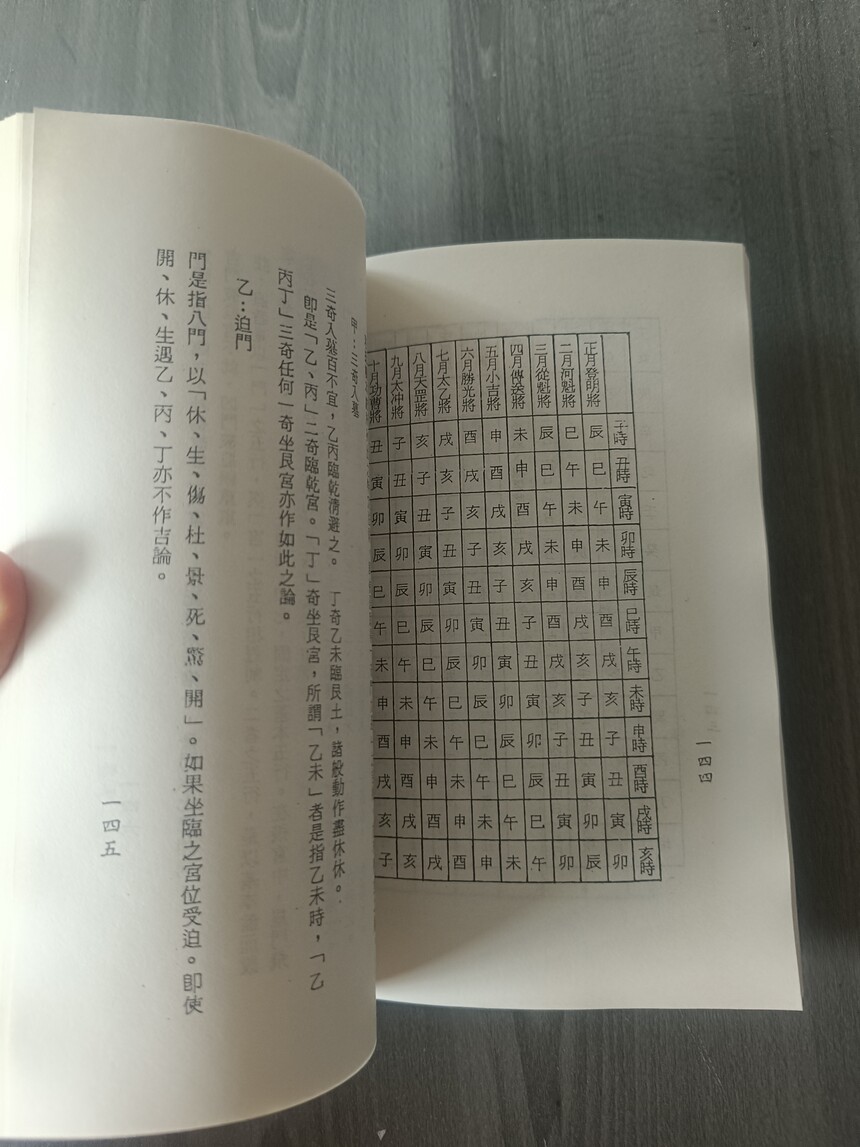 子時 丑時 寅時 卯時 辰時 巳時 午時 未時 申時 酉時 戌時 亥時
正月登明將 辰 巳 午 未 申 酉 戌 亥 子 丑 寅 卯
二月河魁將 巳 午 未 申 酉 戌 亥 子 丑 寅 卯 辰
三月從魁將 辰 巳 午 未 申 酉 戌 亥 子 丑 寅 卯
四月傳送將 未 申 酉 戌 亥 子 丑 寅 卯 辰 巳 午
五月小吉將 申 酉 戌 亥 子 丑 寅 卯 辰 巳 午 未
六月勝光將 酉 戌 亥 子 丑 寅 卯 辰 巳 午 未 申
七月太乙將 戌 亥 子 丑 寅 卯 辰 巳 午 未 申 酉
八月天罡將 亥 子 丑 寅 卯 辰 巳 午 未 申 酉 戌
九月太冲將 子 丑 寅 卯 辰 巳 午 未 申 酉 戌 亥
十月功曹將 丑 寅 卯 辰 巳 午 未 申 酉 戌 亥 子
一四四
甲：三奇入墓
三奇入墓百不宜，乙丙臨乾清避之。丁奇乙未臨艮土，諸般動作盡休休。
卽是「乙、丙」二奇臨乾宮。「丁」奇坐艮宮，所謂「乙未」者是指乙未時，「乙
丙丁」三奇任何一奇坐艮宮亦作如此之論。
乙：迫門
門是指八門，以「休、生、傷、杜、景、死、驚、開」。如果坐臨之宮位受迫。卽使
開、休、生遇乙、丙、丁亦不作吉論。
一四五